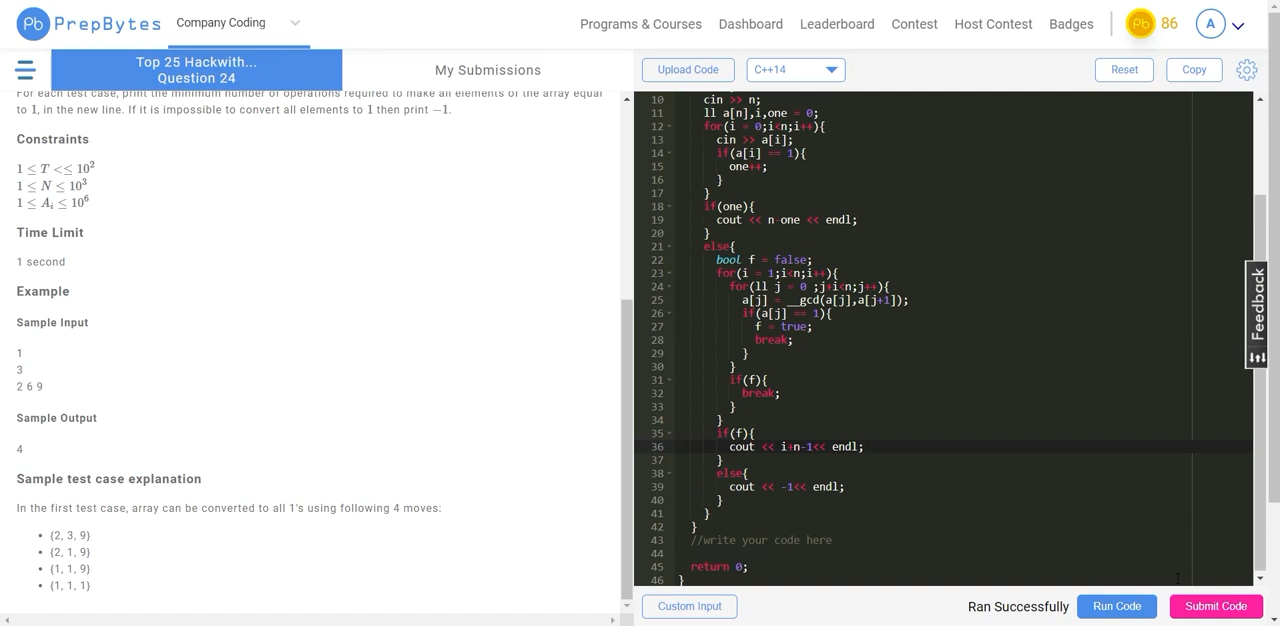 Pb PrepBytes
Company Coding
Programs & Courses
Dashboard
Leaderboard
Contest
Host Contest
Badges
Pb 86
A
Top 25 Hackwith...
Question 24
My Submissions
Upload Code
C++14
Reset
Copy
For each test case, print the minimum number of operations required to make all elements of the array equal
to 1, in the new line. If it is impossible to convert all elements to 1 then print −1.
Constraints
1 ≤ T << 10²
1 ≤ N ≤ 10³
1 ≤ Aᵢ ≤ 10⁶
Time Limit
1 second
Example
Sample Input
1
3
2 6 9
Sample Output
4
Sample test case explanation
In the first test case, array can be converted to all 1's using following 4 moves:
• {2, 3, 9}
• {2, 1, 9}
• {1, 1, 9}
• {1, 1, 1}
10 cin >> n;
11 ll a[n],i,one = 0;
12 for(i = 0;i<n;i++){
13 cin >> a[i];
14 if(a[i] == 1){
15 one++;
16 }
17 }
18 if(one){
19 cout << n-one << endl;
20 }
21 else{
22 bool f = false;
23 for(i = 1;i<n;i++){
24 for(ll j = 0 ;j+i<n;j++){
25 a[j] = __gcd(a[j],a[j+1]);
26 if(a[j] == 1){
27 f = true;
28 break;
29 }
30 }
31 if(f){
32 break;
33 }
34 }
35 if(f){
36 cout << i+n-1<< endl;
37 }
38 else{
39 cout << -1<< endl;
40 }
41 }
42 }
43 //write your code here
44
45 return 0;
46 }
Feedback
Custom Input
Ran Successfully
Run Code
Submit Code